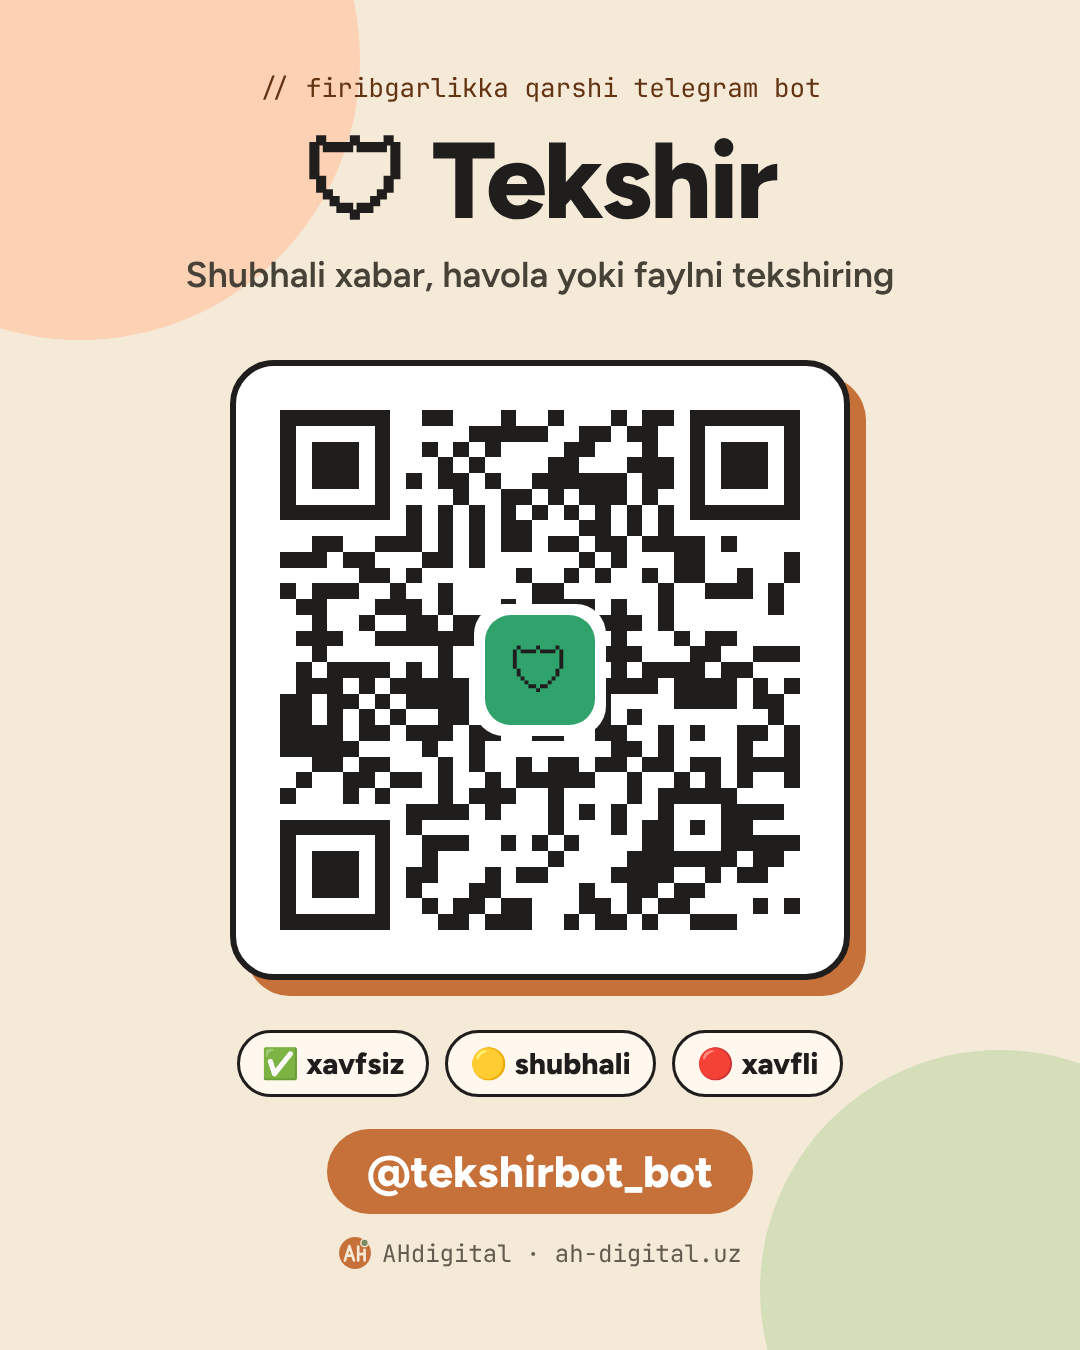 // firibgarlikka qarshi telegram bot
🛡 Tekshir
Shubhali xabar, havola yoki faylni tekshiring
✅ xavfsiz 🟡 shubhali 🔴 xavfli
@tekshirbot_bot
AH AHdigital · ah-digital.uz